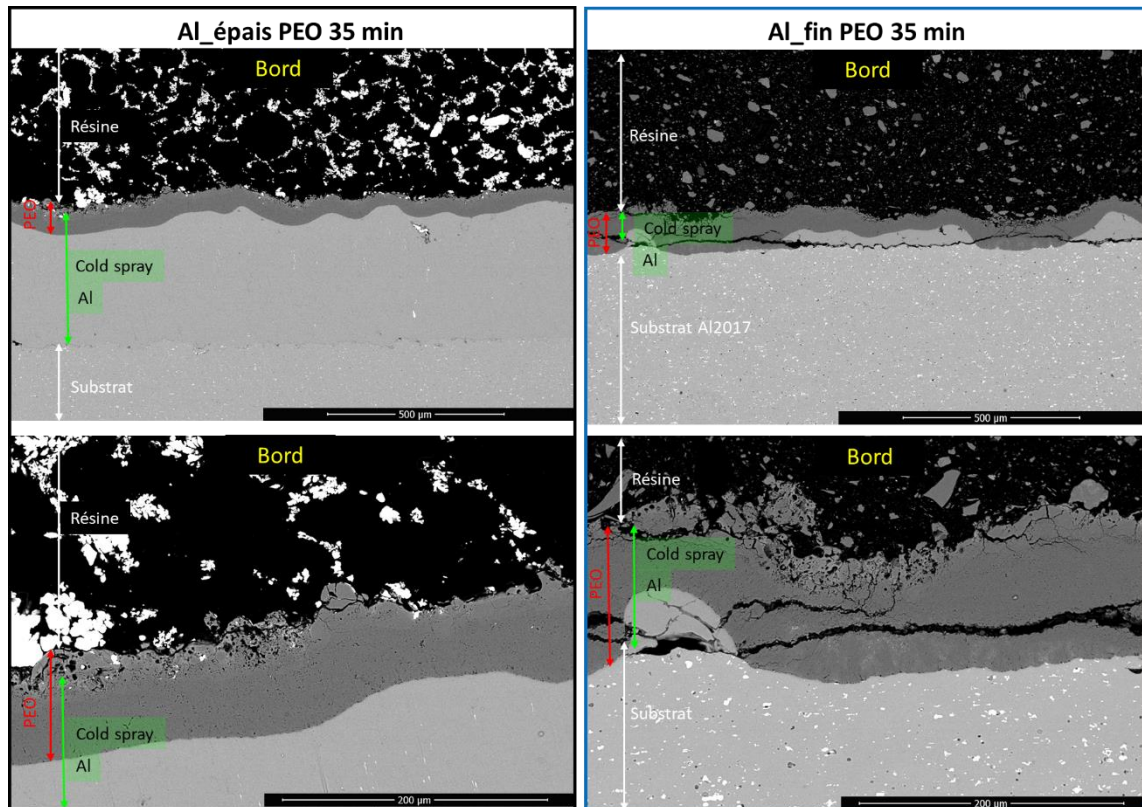 Al_épais PEO 35 min
Bord
Résine
PEO
Cold spray
Al
Substrat
500 µm
Bord
Résine
PEO
Cold spray
Al
200 µm
Al_fin PEO 35 min
Bord
Résine
PEO
Cold spray
Al
Substrat Al2017
500 µm
Bord
Résine
Cold spray
Al
PEO
Substrat
200 µm